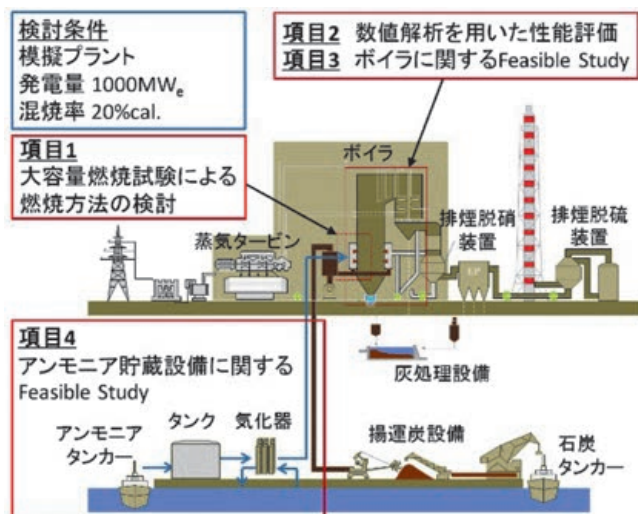 検討条件
模擬プラント
発電量 1000MWe
混焼率 20%cal.
項目2 数値解析を用いた性能評価
項目3 ボイラに関するFeasible Study
項目1
大容量燃焼試験による
燃焼方法の検討
ボイラ
蒸気タービン
排煙脱硝
装置
排煙脱硫
装置
EP
灰処理設備
項目4
アンモニア貯蔵設備に関する
Feasible Study
アンモニア
タンカー
タンク
気化器
揚運炭設備
石炭
タンカー